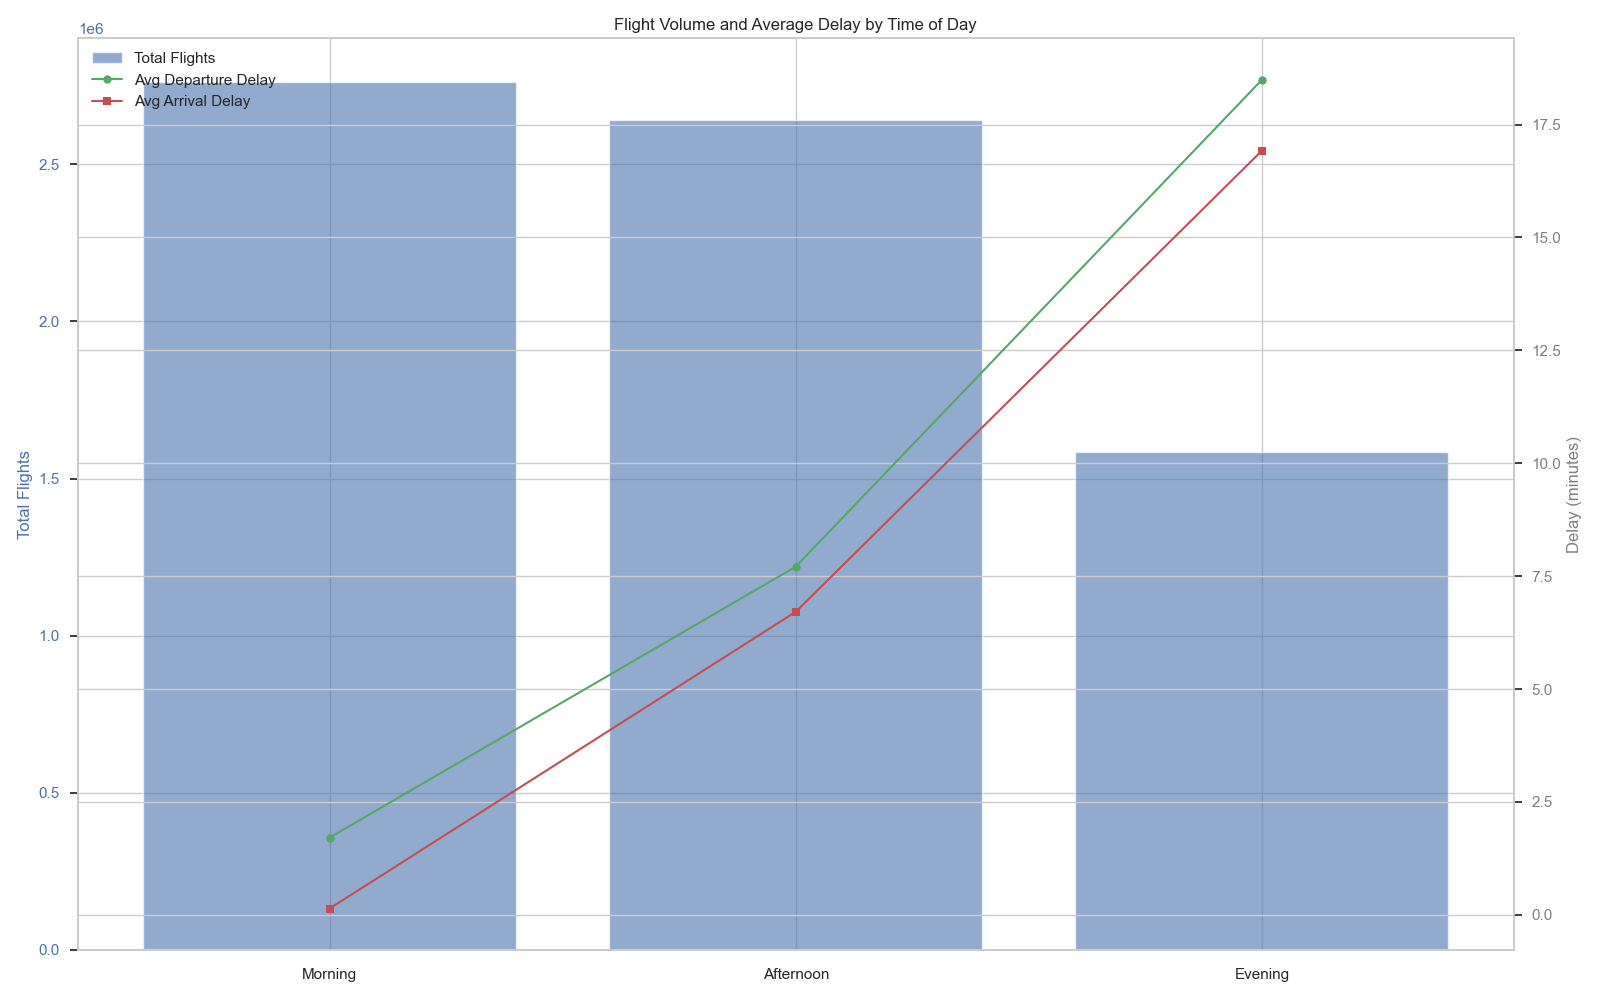 Flight Volume and Average Delay by Time of Day
1e6
Total Flights
Avg Departure Delay
Avg Arrival Delay
2.5
2.0
1.5
1.0
0.5
0.0
Total Flights
17.5
15.0
12.5
10.0
7.5
5.0
2.5
0.0
Delay (minutes)
Morning
Afternoon
Evening